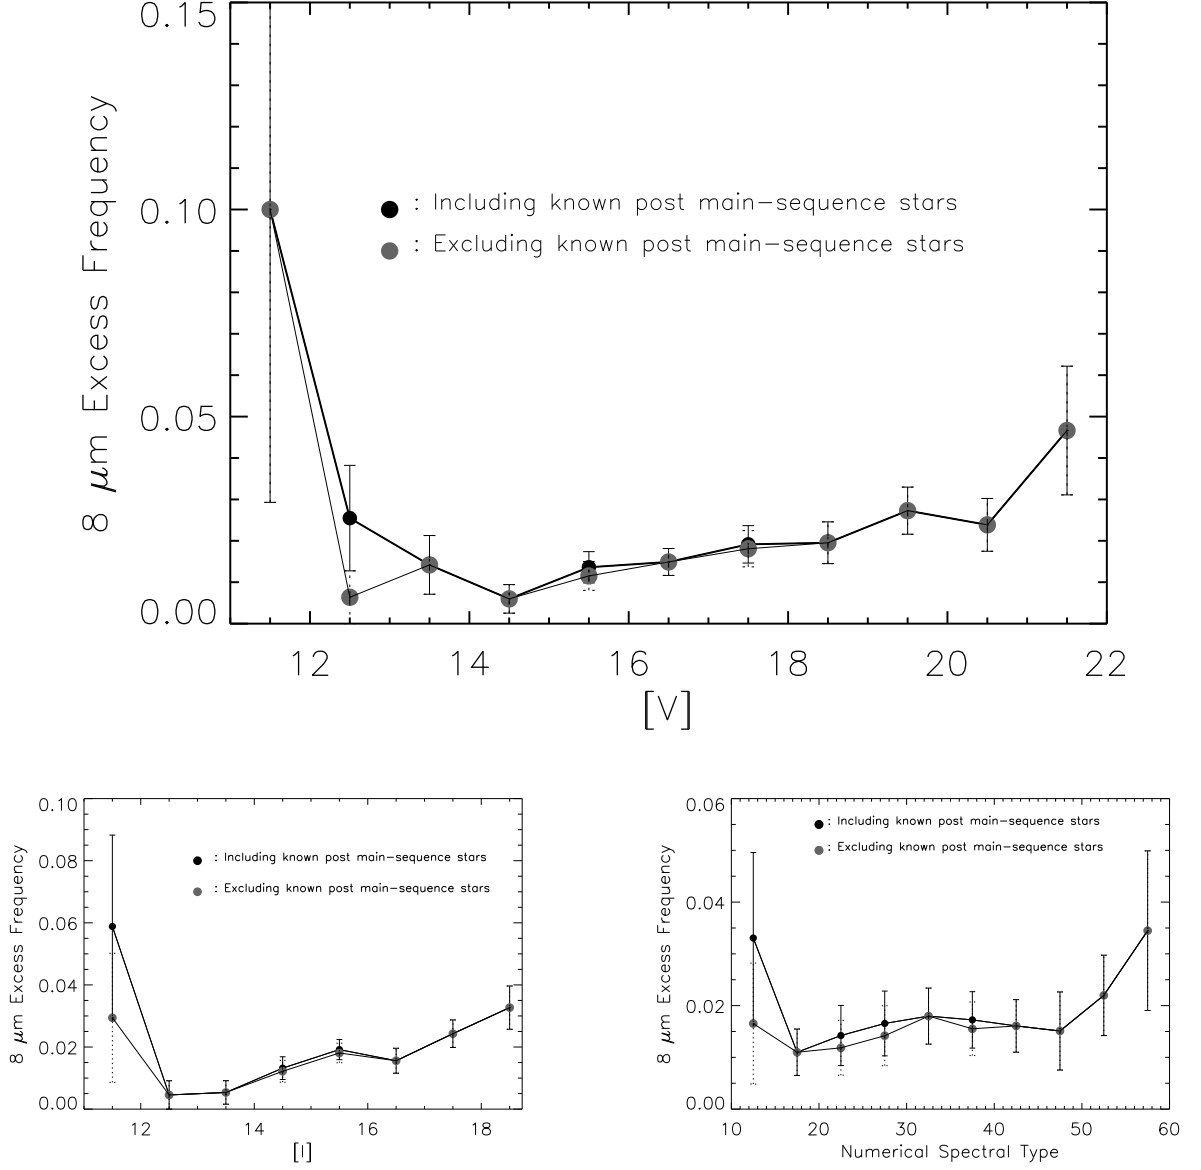 0.15
0.10
0.05
0.00
8 μm Excess Frequency
: Including known post main-sequence stars
: Excluding known post main-sequence stars
12 14 16 18 20 22
[V]
0.10
0.08
0.06
0.04
0.02
0.00
8 μm Excess Frequency
: Including known post main-sequence stars
: Excluding known post main-sequence stars
12 14 16 18
[I]
0.06
0.04
0.02
0.00
8 μm Excess Frequency
: Including known post main-sequence stars
: Excluding known post main-sequence stars
10 20 30 40 50 60
Numerical Spectral Type